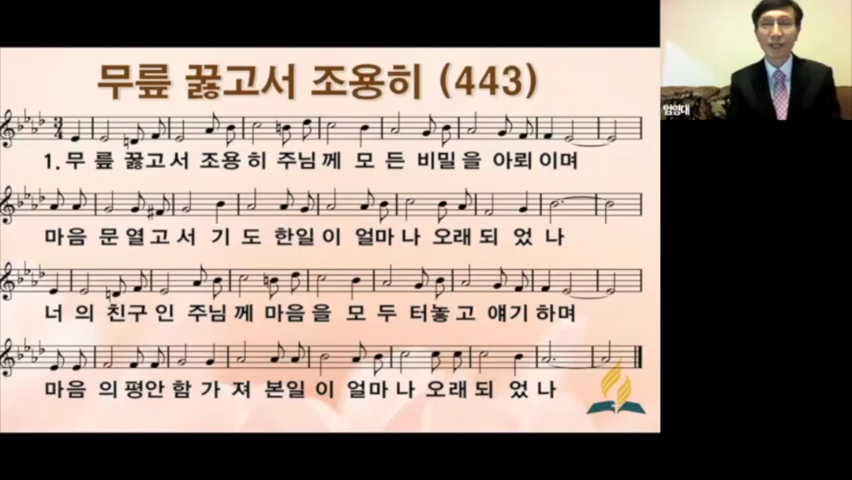 무릎 꿇고서 조용히 (443)
엄영대
3
4
1. 무 릎 꿇고서 조용히 주님께 모 든 비밀을 아뢰이며
마음 문 열고 서 기 도 한일 이 얼마나 오래 되 었 나
너 의 친구인 주님께 마음을 모 두 터놓 고 얘기하며
마음 의 평안 함 가 져 본일 이 얼마나 오래 되 었 나